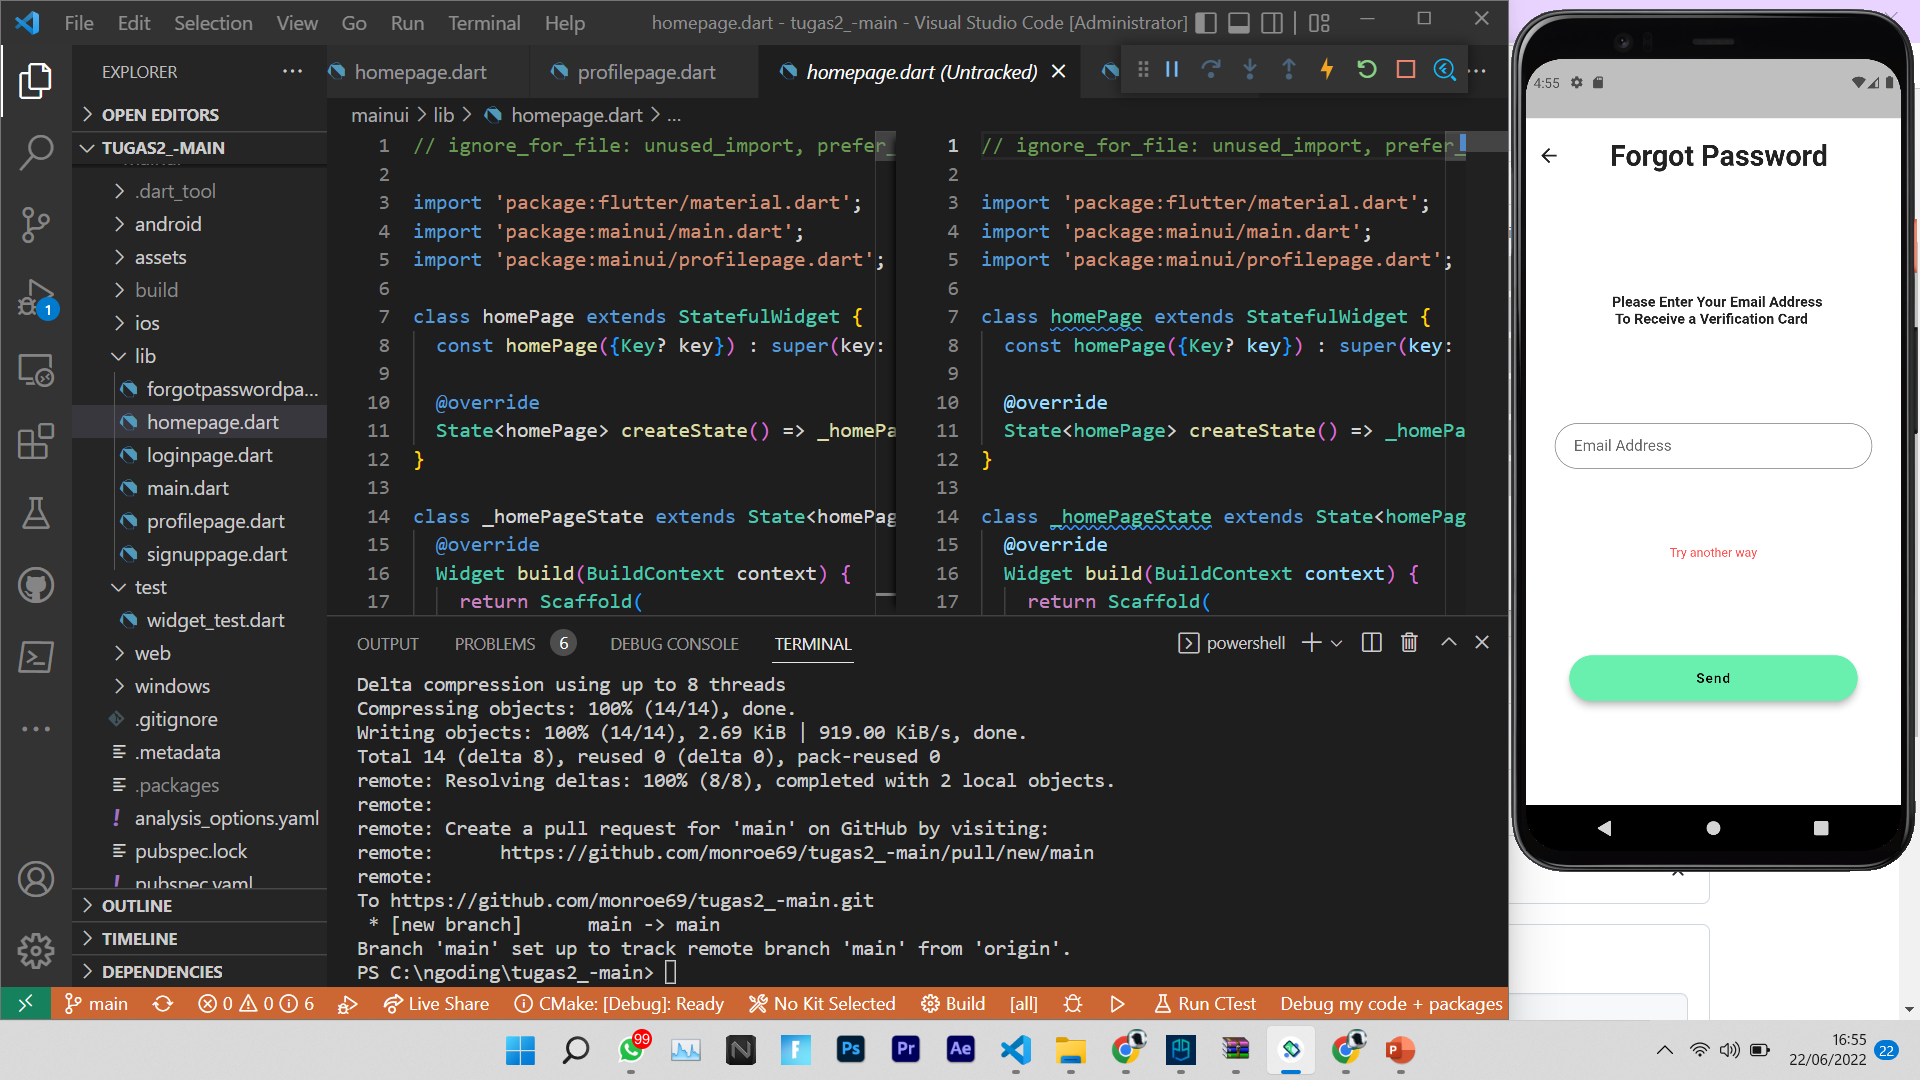 File Edit Selection View Go Run Terminal Help
homepage.dart - tugas2_-main - Visual Studio Code [Administrator]
EXPLORER
OPEN EDITORS
TUGAS2_-MAIN
.dart_tool
android
assets
build
ios
lib
forgotpasswordpa...
homepage.dart
loginpage.dart
main.dart
profilepage.dart
signuppage.dart
test
widget_test.dart
web
windows
.gitignore
.metadata
.packages
analysis_options.yaml
pubspec.lock
pubspec.yaml
OUTLINE
TIMELINE
DEPENDENCIES
1
homepage.dart
profilepage.dart
homepage.dart (Untracked)
mainui > lib > homepage.dart > ...
1 // ignore_for_file: unused_import, prefer_
2
3 import 'package:flutter/material.dart';
4 import 'package:mainui/main.dart';
5 import 'package:mainui/profilepage.dart';
6
7 class homePage extends StatefulWidget {
8 const homePage({Key? key}) : super(key:
9
10 @override
11 State<homePage> createState() => _homePa
12 }
13
14 class _homePageState extends State<homePag
15 @override
16 Widget build(BuildContext context) {
17 return Scaffold(
1 // ignore_for_file: unused_import, prefer_
2
3 import 'package:flutter/material.dart';
4 import 'package:mainui/main.dart';
5 import 'package:mainui/profilepage.dart';
6
7 class homePage extends StatefulWidget {
8 const homePage({Key? key}) : super(key:
9
10 @override
11 State<homePage> createState() => _homePa
12 }
13
14 class _homePageState extends State<homePag
15 @override
16 Widget build(BuildContext context) {
17 return Scaffold(
OUTPUT PROBLEMS 6 DEBUG CONSOLE TERMINAL
powershell
Delta compression using up to 8 threads
Compressing objects: 100% (14/14), done.
Writing objects: 100% (14/14), 2.69 KiB | 919.00 KiB/s, done.
Total 14 (delta 8), reused 0 (delta 0), pack-reused 0
remote: Resolving deltas: 100% (8/8), completed with 2 local objects.
remote:
remote: Create a pull request for 'main' on GitHub by visiting:
remote: https://github.com/monroe69/tugas2_-main/pull/new/main
remote:
To https://github.com/monroe69/tugas2_-main.git
* [new branch] main -> main
Branch 'main' set up to track remote branch 'main' from 'origin'.
PS C:\ngoding\tugas2_-main>
main 0 0 6 Live Share CMake: [Debug]: Ready No Kit Selected Build [all] Run CTest Debug my code + packages
4:55
Forgot Password
Please Enter Your Email Address
To Receive a Verification Card
Email Address
Try another way
Send
99
N
F
Ps
Pr
Ae
P
16:55
22/06/2022
22